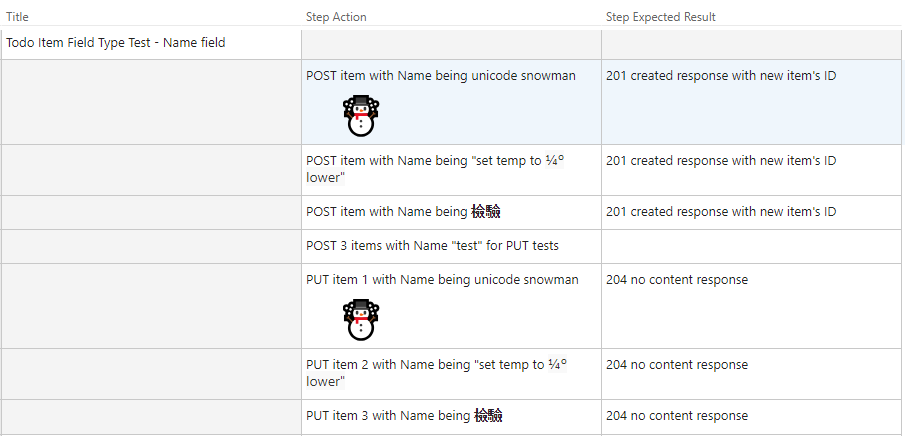 Title Step Action Step Expected Result
Todo Item Field Type Test - Name field
POST item with Name being unicode snowman 201 created response with new item's ID
☃
POST item with Name being "set temp to ¼º 201 created response with new item's ID
lower"
POST item with Name being 檢驗 201 created response with new item's ID
POST 3 items with Name "test" for PUT tests
PUT item 1 with Name being unicode snowman 204 no content response
☃
PUT item 2 with Name being "set temp to ¼º 204 no content response
lower"
PUT item 3 with Name being 檢驗 204 no content response